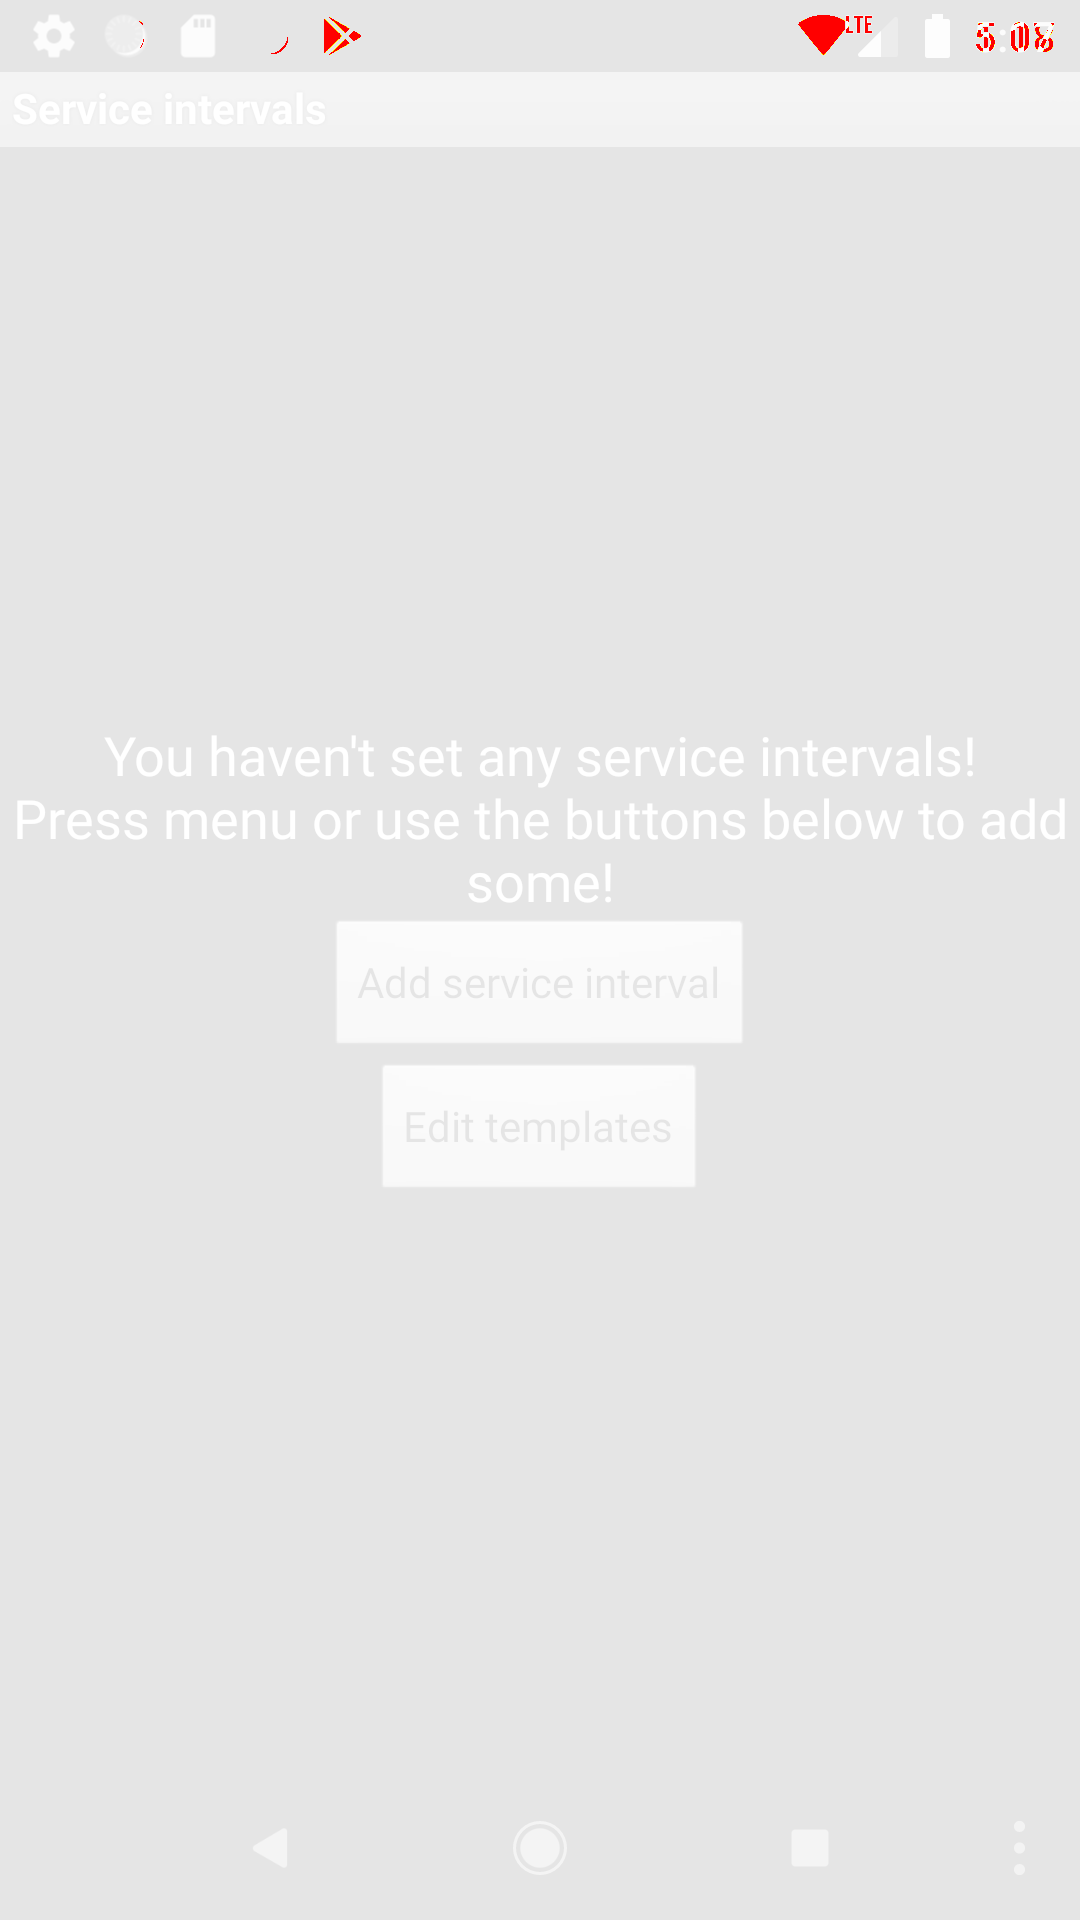 LTE 5:08
Service intervals
You haven't set any service intervals!
Press menu or use the buttons below to add
some!
Add service interval
Edit templates